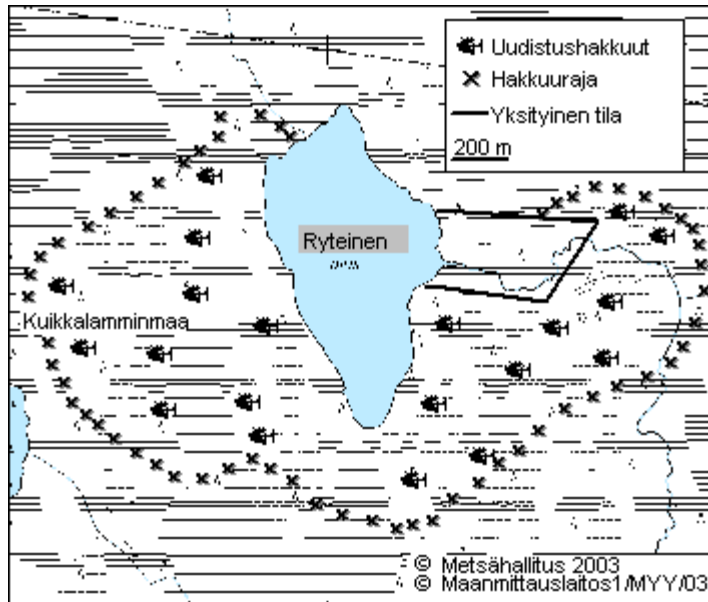 Uudistushakkuut
Hakkuuraja
Yksityinen tila
200 m
Ryteinen
Kuikkalamminmaa
© Metsähallitus 2003
© Maanmittauslaitos1/MYY/03